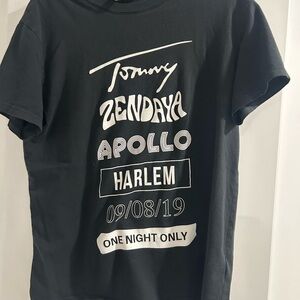 Tommy
ZENDAYA
APOLLO
HARLEM
09/08/19
ONE NIGHT ONLY